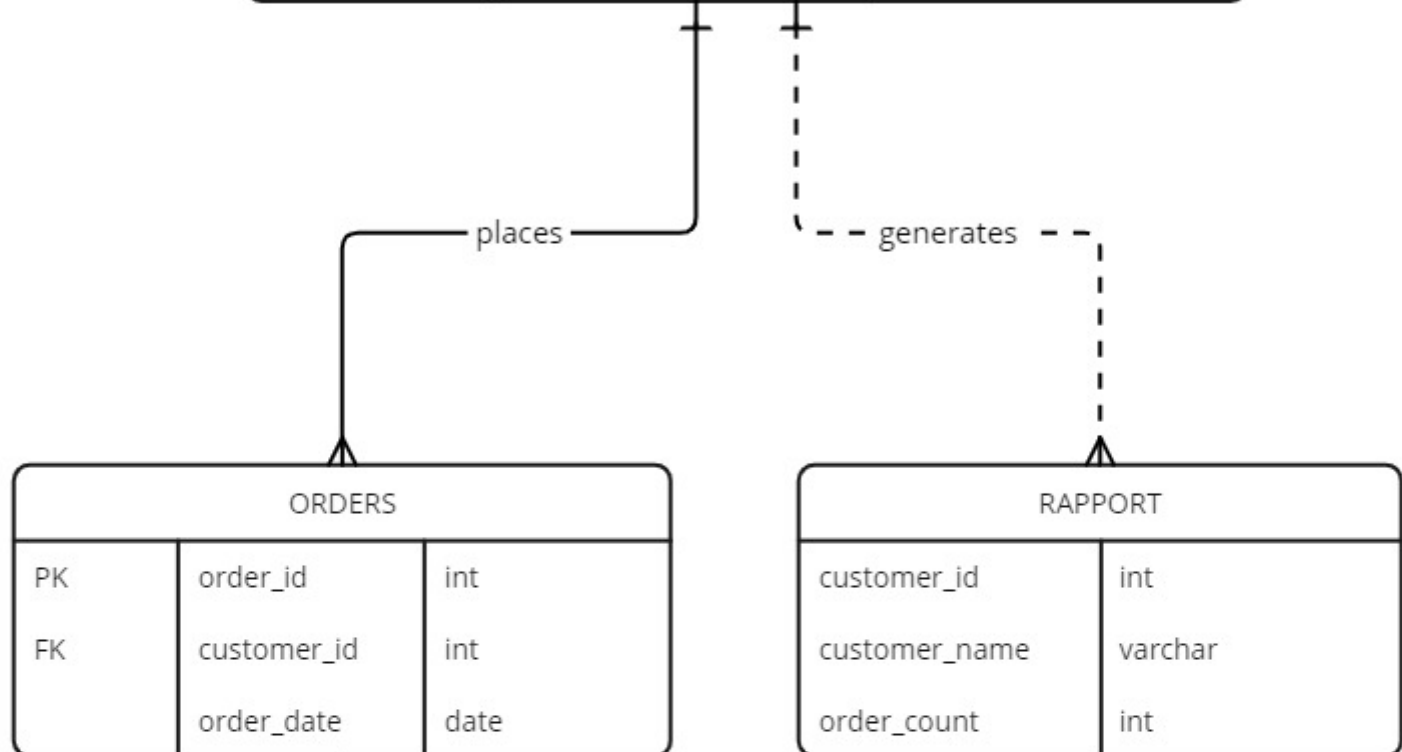 places
generates
ORDERS
PK order_id int
FK customer_id int
order_date date
RAPPORT
customer_id int
customer_name varchar
order_count int